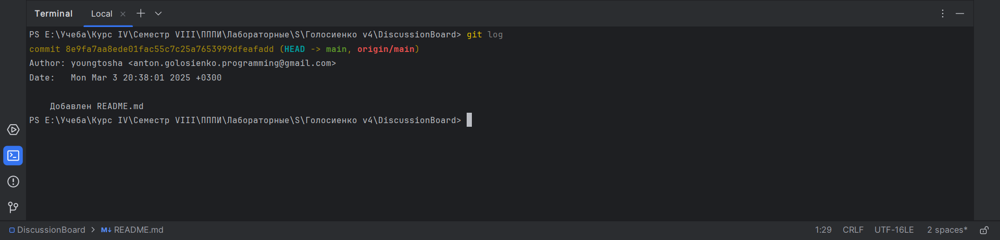 Terminal Local
PS E:\Учеба\Курс IV\Семестр VIII\ПППИ\Лабораторные\S\Голосиенко v4\DiscussionBoard> git log
commit 8e9fa7aa8ede01fac55c7c25a7653999dfeafadd (HEAD -> main, origin/main)
Author: youngtosha <anton.golosienko.programming@gmail.com>
Date:   Mon Mar 3 20:38:01 2025 +0300
Добавлен README.md
PS E:\Учеба\Курс IV\Семестр VIII\ПППИ\Лабораторные\S\Голосиенко v4\DiscussionBoard>
DiscussionBoard > M↓ README.md 1:29 CRLF UTF-16LE 2 spaces*